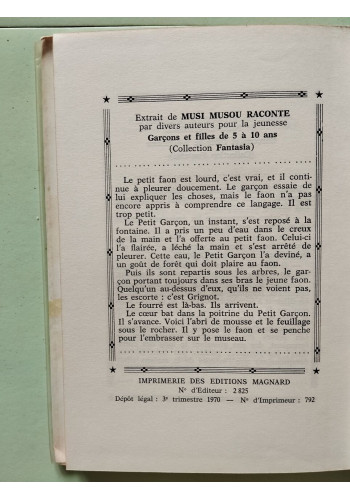 Extrait de MUSI MUSOU RACONTE
par divers auteurs pour la jeunesse
Garçons et filles de 5 à 10 ans
(Collection Fantasia)
Le petit faon est lourd, c'est vrai, et il conti-
nue à pleurer doucement. Le garçon essaie de
lui expliquer les choses, mais le faon n'a pas
encore appris à comprendre ce langage. Il est
trop petit.
Le Petit Garçon, un instant, s'est reposé à la
fontaine. Il a pris un peu d'eau dans le creux
de la main et l'a offerte au petit faon. Celui-ci
l'a flairée, a léché la main et s'est arrêté de
pleurer. Cette eau, le Petit Garçon l'a deviné, a
un goût de forêt qui doit plaire au faon.
Puis ils sont repartis sous les arbres, le gar-
çon portant toujours dans ses bras le jeune faon.
Quelqu'un au-dessus d'eux, qu'ils ne voient pas,
les escorte : c'est Grignot.
Le fourré est là-bas. Ils arrivent.
Le cœur bat dans la poitrine du Petit Garçon.
Il s'avance. Voici l'abri de mousse et le feuillage
sous le rocher. Il y pose le faon et se penche
pour l'embrasser sur le museau.
IMPRIMERIE DES EDITIONS MAGNARD
N° d'Editeur : 2 825
Dépôt légal : 3e trimestre 1970 — N° d'Imprimeur : 792